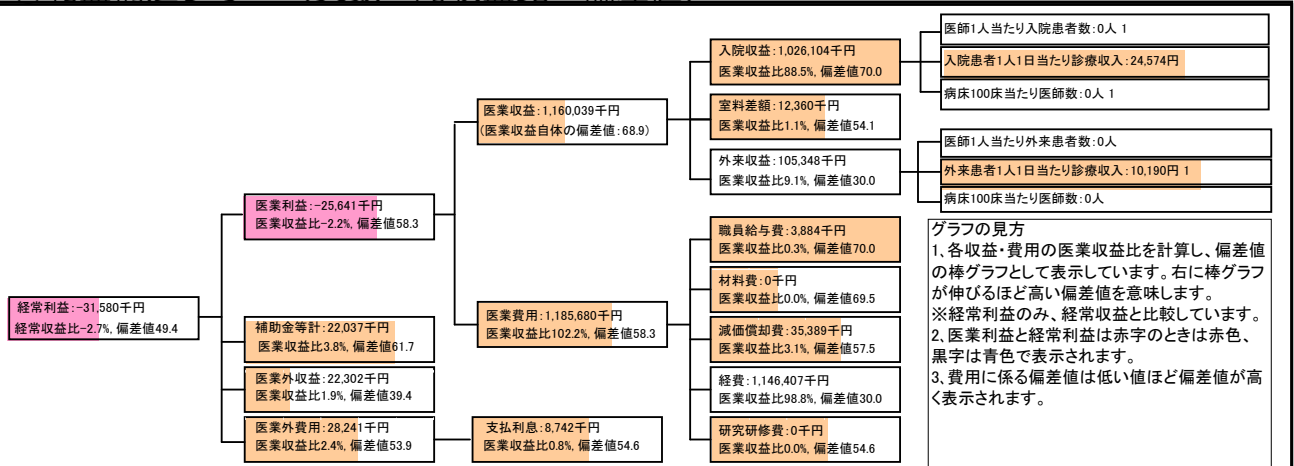 経常利益:-31,580千円
経常収益比-2.7%, 偏差値49.4
医業利益:-25,641千円
医業収益比-2.2%, 偏差値58.3
補助金等計:22,037千円
医業収益比3.8%, 偏差値61.7
医業外収益:22,302千円
医業収益比1.9%, 偏差値39.4
医業外費用:28,241千円
医業収益比2.4%, 偏差値53.9
医業収益:1,160,039千円
(医業収益自体の偏差値:68.9)
医業費用:1,185,680千円
医業収益比102.2%, 偏差値58.3
支払利息:8,742千円
医業収益比0.8%, 偏差値54.6
入院収益:1,026,104千円
医業収益比88.5%, 偏差値70.0
室料差額:12,360千円
医業収益比1.1%, 偏差値54.1
外来収益:105,348千円
医業収益比9.1%, 偏差値30.0
職員給与費:3,884千円
医業収益比0.3%, 偏差値70.0
材料費:0千円
医業収益比0.0%, 偏差値69.5
減価償却費:35,389千円
医業収益比3.1%, 偏差値57.5
経費:1,146,407千円
医業収益比98.8%, 偏差値30.0
研究研修費:0千円
医業収益比0.0%, 偏差値54.6
医師1人当たり入院患者数:0人 1
入院患者1人1日当たり診療収入:24,574円
病床100床当たり医師数:0人 1
医師1人当たり外来患者数:0人
外来患者1人1日当たり診療収入:10,190円 1
病床100床当たり医師数:0人
グラフの見方
1、各収益・費用の医業収益比を計算し、偏差値
の棒グラフとして表示しています。右に棒グラフ
が伸びるほど高い偏差値を意味します。
※経常利益のみ、経常収益と比較しています。
2、医業利益と経常利益は赤字のときは赤色、
黒字は青色で表示されます。
3、費用に係る偏差値は低い値ほど偏差値が高
く表示されます。